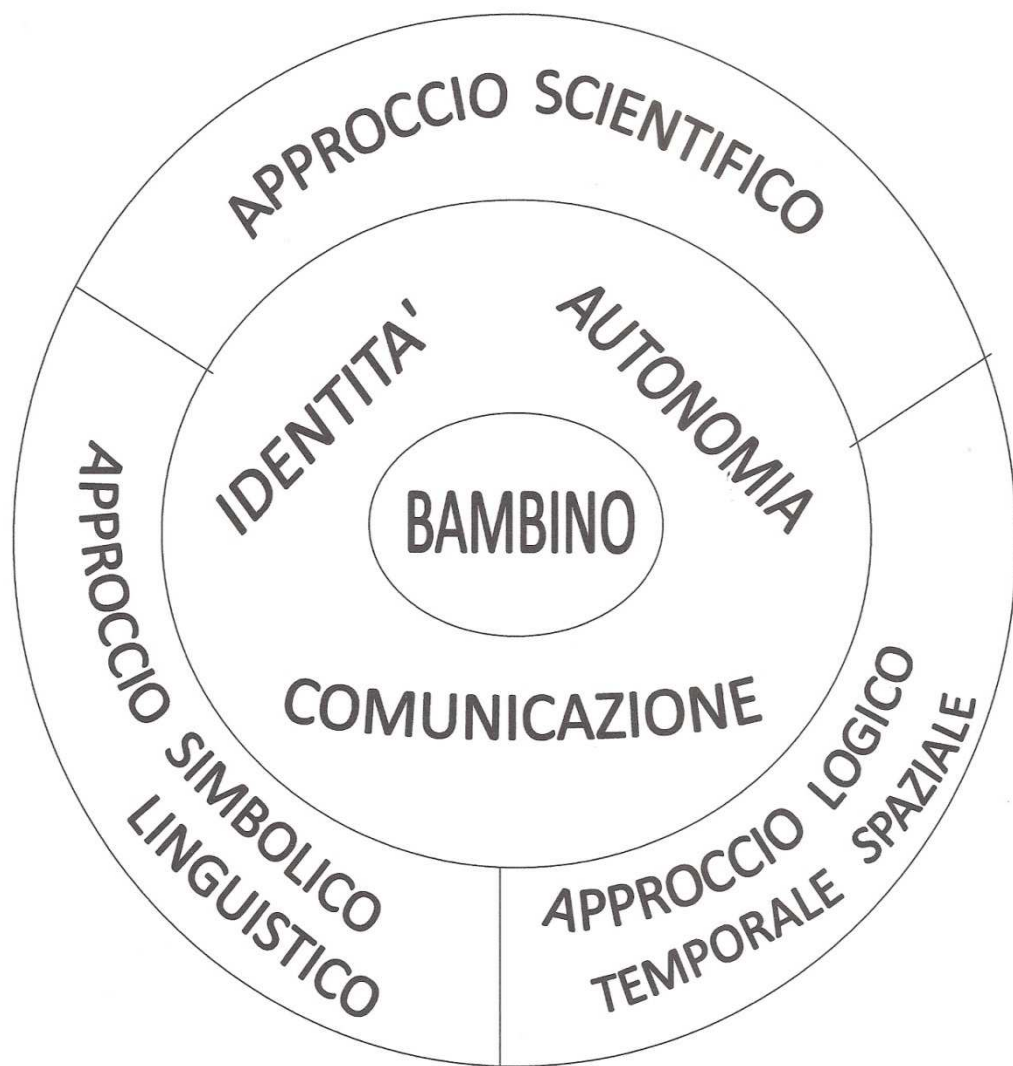 APPROCCIO SCIENTIFICO
IDENTITA'
AUTONOMIA
BAMBINO
COMUNICAZIONE
APPROCCIO SIMBOLICO
LINGUISTICO
APPROCCIO LOGICO
TEMPORALE SPAZIALE